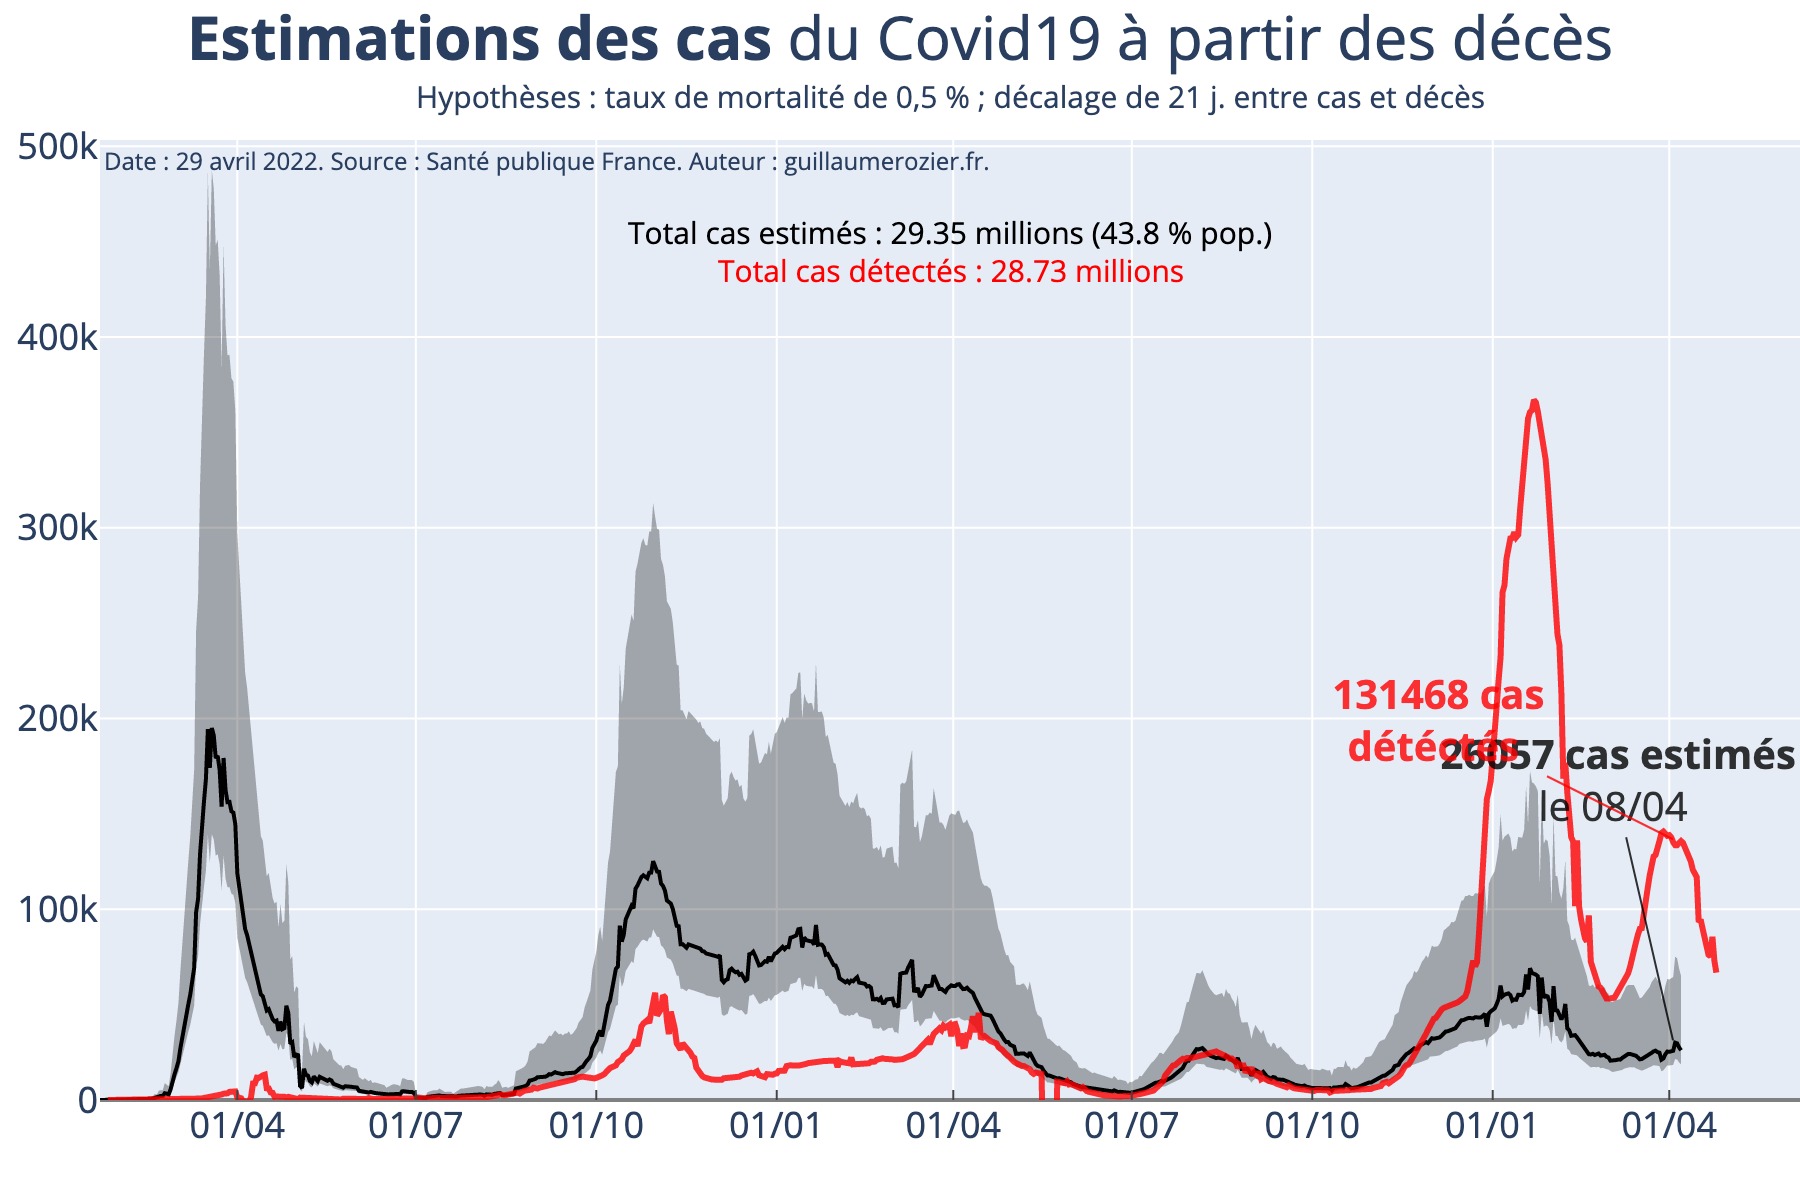 Estimations des cas du Covid19 à partir des décès
Hypothèses : taux de mortalité de 0,5 % ; décalage de 21 j. entre cas et décès
500k
Date : 29 avril 2022. Source : Santé publique France. Auteur : guillaumerozier.fr.
Total cas estimés : 29.35 millions (43.8 % pop.)
Total cas détectés : 28.73 millions
400k
300k
200k
100k
0
131468 cas
détéctés
26057 cas estimés
le 08/04
01/04
01/07
01/10
01/01
01/04
01/07
01/10
01/01
01/04